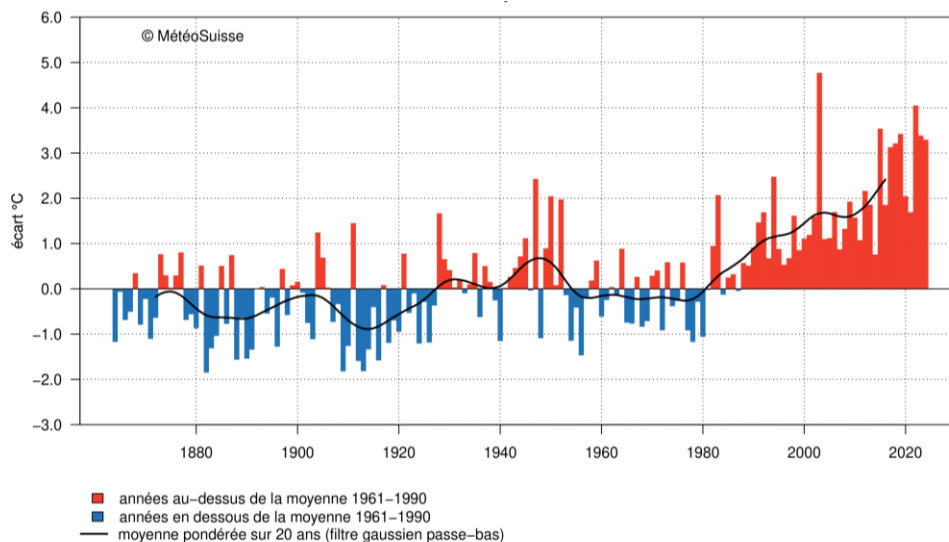 6.0
© MétéoSuisse
5.0
4.0
3.0
2.0
1.0
0.0
−1.0
−2.0
−3.0
écart °C
1880 1900 1920 1940 1960 1980 2000 2020
années au−dessus de la moyenne 1961−1990
années en dessous de la moyenne 1961−1990
moyenne pondérée sur 20 ans (filtre gaussien passe−bas)